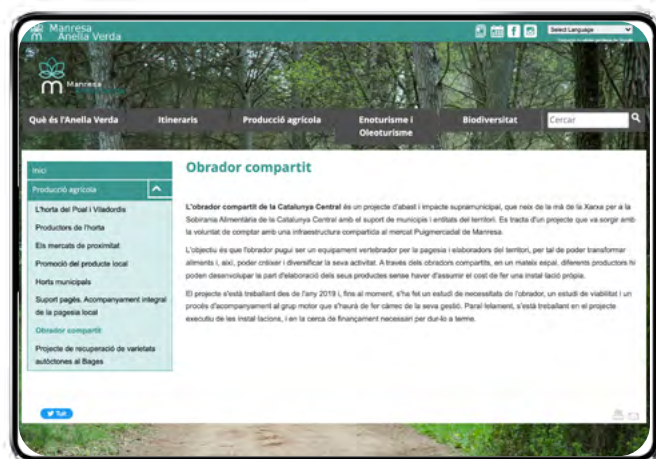 Manresa
Anella Verda
Select Language
Manresa
Què és l'Anella Verda
Itineraris
Producció agrícola
Enoturisme i
Oleoturisme
Biodiversitat
Cercar
Inici
Producció agrícola
L'horta del Poal i Viladordis
Productors de l'horta
Els mercats de proximitat
Promoció del producte local
Horts municipals
Suport pagès. Acompanyament integral
de la pagesia local
Obrador compartit
Projecte de recuperació de varietats
autòctones al Bages
Obrador compartit
L'obrador compartit de la Catalunya Central és un projecte d'abast i impacte supramunicipal, que neix de la mà de la Xarxa per a la
Sobirania Alimentària de la Catalunya Central amb el suport de municipis i entitats del territori. Es tracta d'un projecte que va sorgir amb
la voluntat de comptar amb una infraestructura compartida al mercat Puigmercadal de Manresa.
L'objectiu és que l'obrador pugui ser un equipament vertebrador per la pagesia i elaboradors del territori, per tal de poder transformar
aliments i, així, poder créixer i diversificar la seva activitat. A través dels obradors compartits, en un mateix espai, diferents productors hi
poden desenvolupar la part d'elaboració dels seus productes sense haver d'assumir el cost de fer una instal·lació pròpia.
El projecte s'està treballant des de l'any 2019 i, fins al moment, s'ha fet un estudi de necessitats de l'obrador, un estudi de viabilitat i un
procés d'acompanyament al grup motor que s'haurà de fer càrrec de la seva gestió. Paral·lelament, s'està treballant en el projecte
executiu de les instal·lacions, i en la cerca de finançament necessari per dur-lo a terme.
Tuit